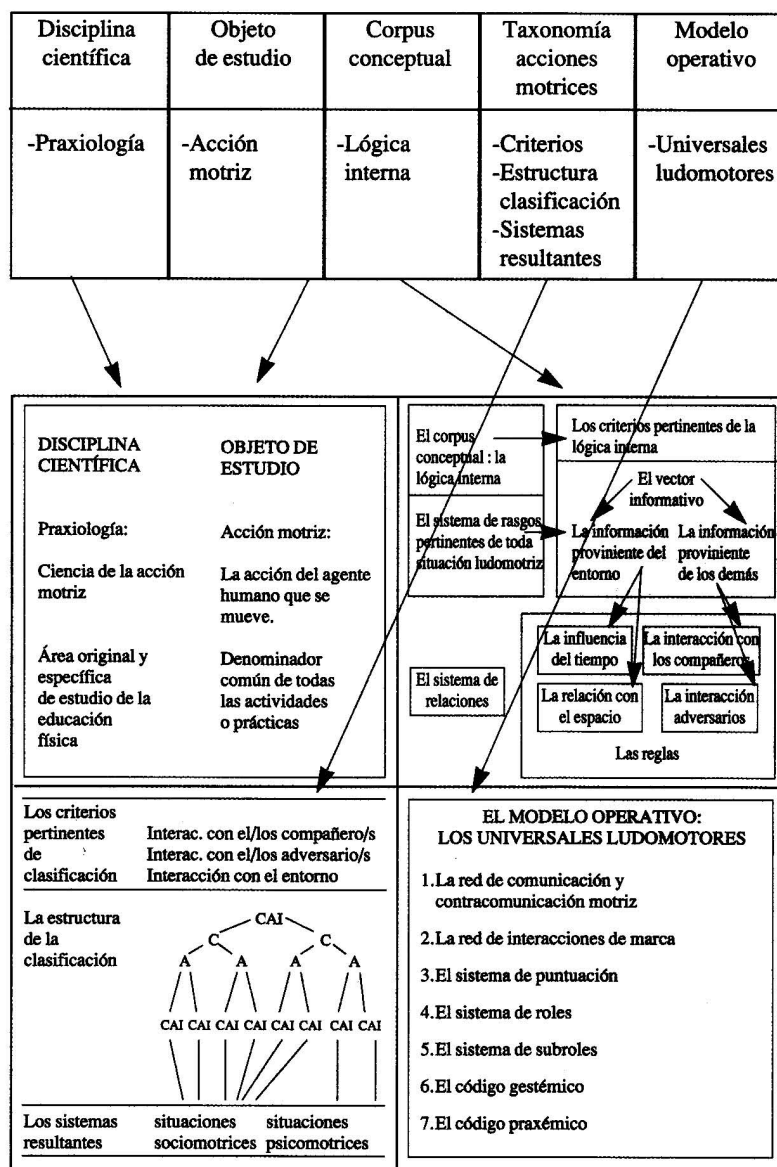 Disciplina científica
Objeto de estudio
Corpus conceptual
Taxonomía acciones motrices
Modelo operativo
-Praxiología
-Acción motriz
-Lógica interna
-Criterios
-Estructura clasificación
-Sistemas resultantes
-Universales ludomotores
DISCIPLINA
CIENTÍFICA
Praxiología:
Ciencia de la acción
motriz
Área original y
específica
de estudio de la
educación
física
OBJETO DE
ESTUDIO
Acción motriz:
La acción del agente
humano que se
mueve.
Denominador
común de todas
las actividades
o prácticas
El corpus
conceptual : la
lógica interna
Los criterios pertinentes de la
lógica interna
El sistema de rasgos
pertinentes de toda
situación ludomotriz
El vector
informativo
La información
proviniente del
entorno
La información
proviniente
de los demás
El sistema de
relaciones
La influencia
del tiempo
La interacción con
los compañeros
La relación con
el espacio
La interacción
adversarios
Las reglas
Los criterios
pertinentes
de
clasificación
Interac. con el/los compañero/s
Interac. con el/los adversario/s
Interacción con el entorno
La estructura
de la
clasificación
CAI
C C
A A A A
CAI CAI CAI CAI CAI CAI CAI CAI
Los sistemas
resultantes
situaciones
sociomotrices
situaciones
psicomotrices
EL MODELO OPERATIVO:
LOS UNIVERSALES LUDOMOTORES
1.La red de comunicación y
contracomunicación motriz
2.La red de interacciones de marca
3.El sistema de puntuación
4.El sistema de roles
5.El sistema de subroles
6.El código gestémico
7.El código praxémico